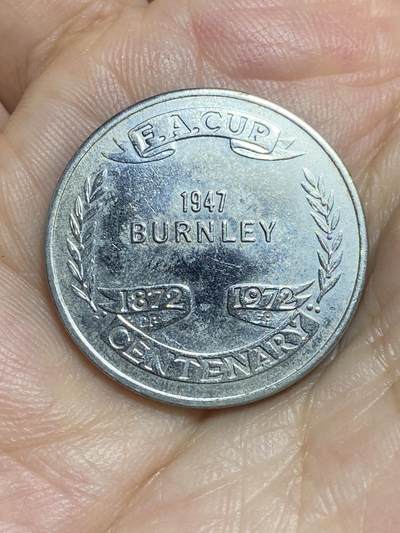 F.A.CUP
1947
BURNLEY
1872 1972
CENTENARY